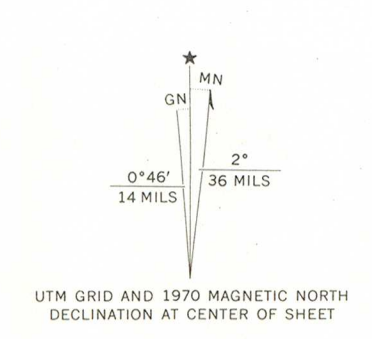 MN
GN
2°
0°46'
36 MILS
14 MILS
UTM GRID AND 1970 MAGNETIC NORTH
DECLINATION AT CENTER OF SHEET